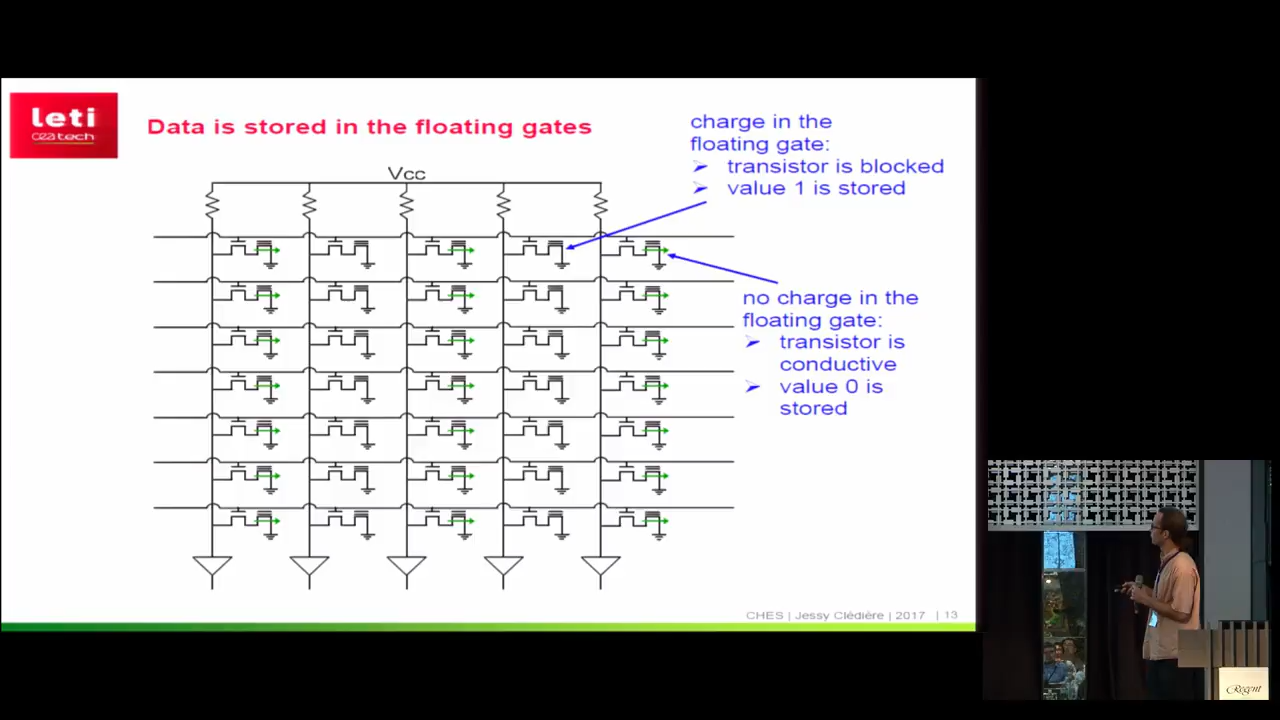 leti
cea tech
Data is stored in the floating gates
charge in the
floating gate:
➢ transistor is blocked
➢ value 1 is stored
Vcc
no charge in the
floating gate:
➢ transistor is
conductive
➢ value 0 is
stored
CHES | Jessy Clédière | 2017 | 13
Regent